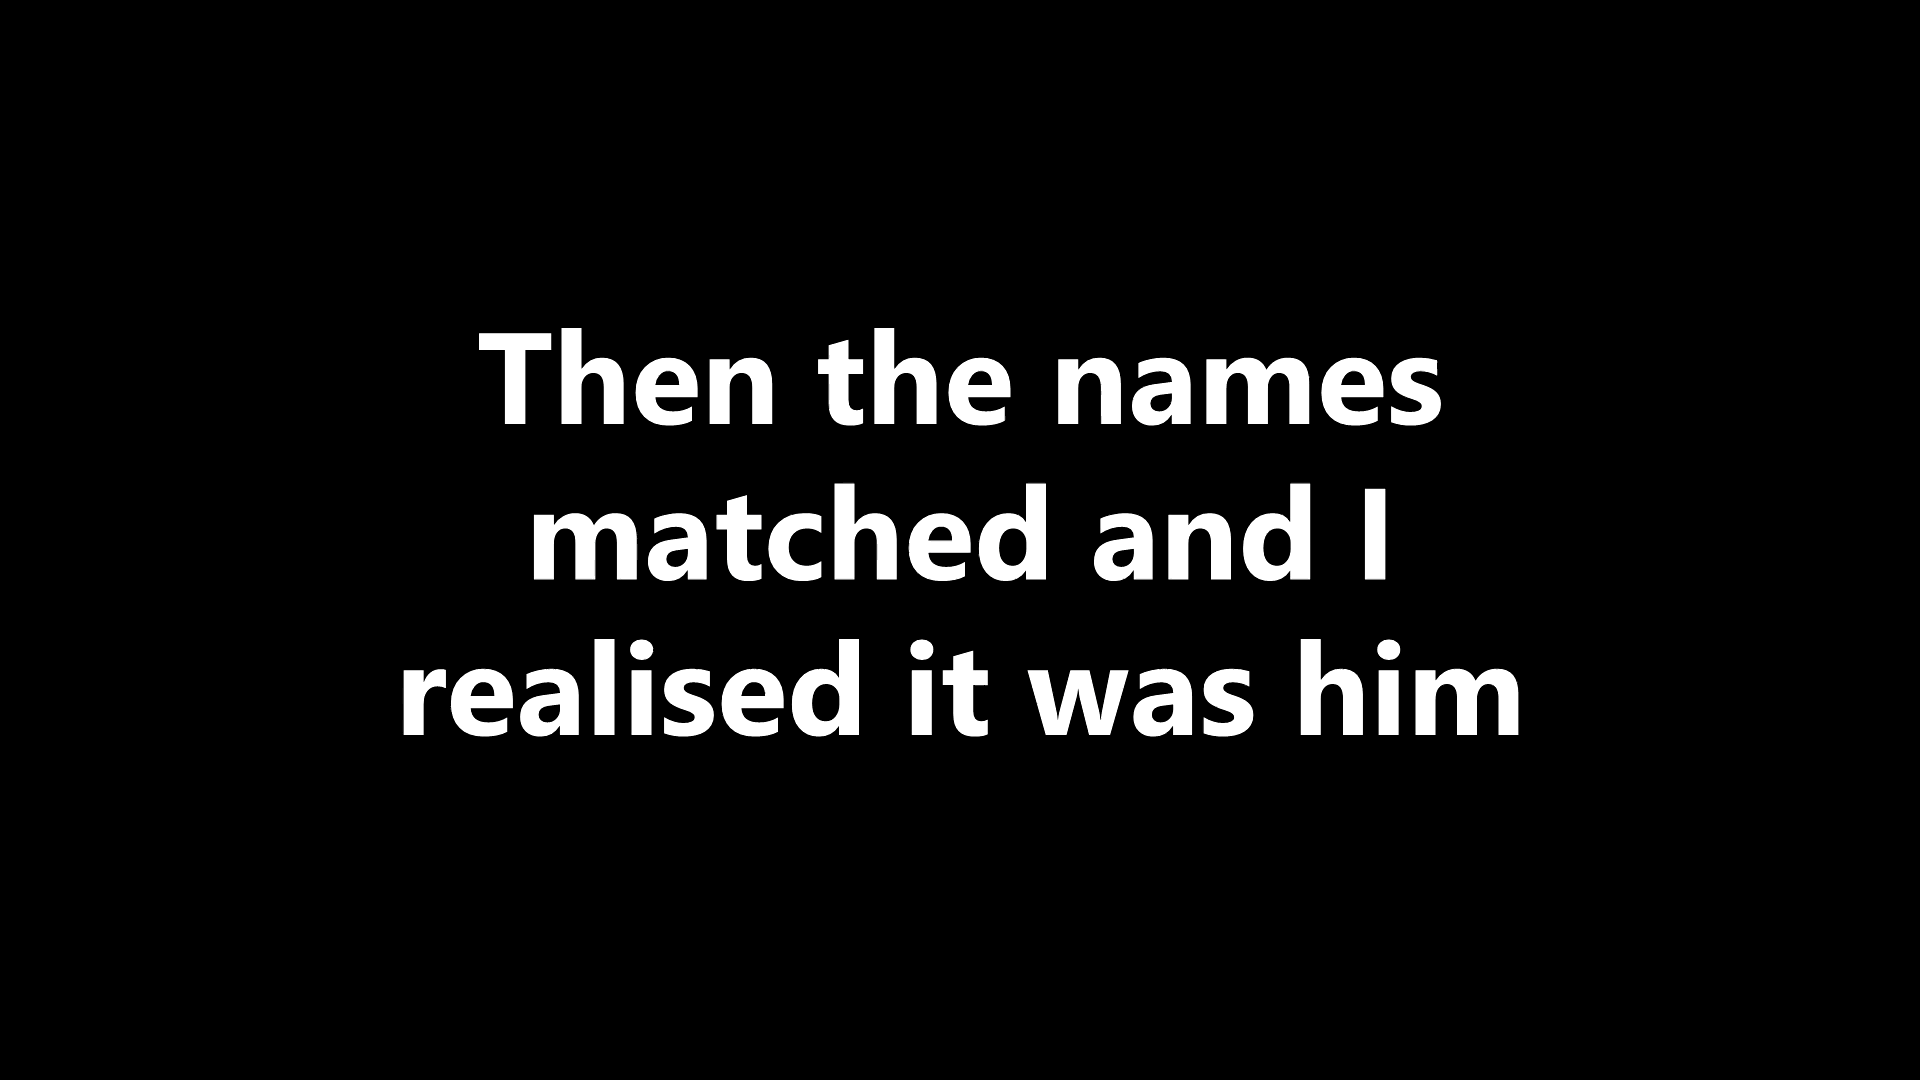 Then the names
matched and I
realised it was him